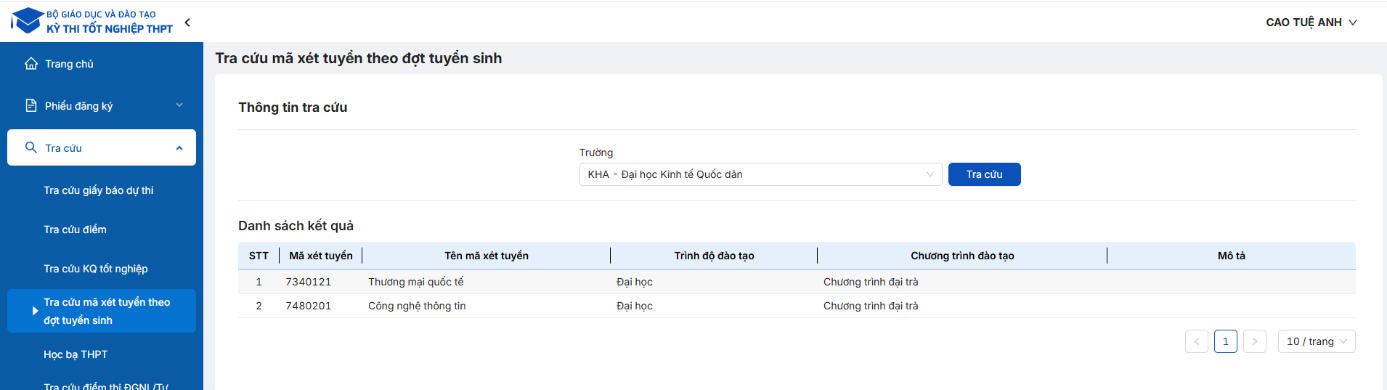 BỘ GIÁO DỤC VÀ ĐÀO TẠO
KỲ THI TỐT NGHIỆP THPT
CAO TUỆ ANH
Trang chủ
Phiếu đăng ký
Tra cứu
Tra cứu giấy báo dự thi
Tra cứu điểm
Tra cứu KQ tốt nghiệp
Tra cứu mã xét tuyển theo
đợt tuyển sinh
Học bạ THPT
Tra cứu điểm thi ĐGNL/Tư
Tra cứu mã xét tuyển theo đợt tuyển sinh
Thông tin tra cứu
Trường
KHA - Đại học Kinh tế Quốc dân
Tra cứu
Danh sách kết quả
STT Mã xét tuyển Tên mã xét tuyển Trình độ đào tạo Chương trình đào tạo Mô tả
1 7340121 Thương mại quốc tế Đại học Chương trình đại trà
2 7480201 Công nghệ thông tin Đại học Chương trình đại trà
< 1 > 10 / trang